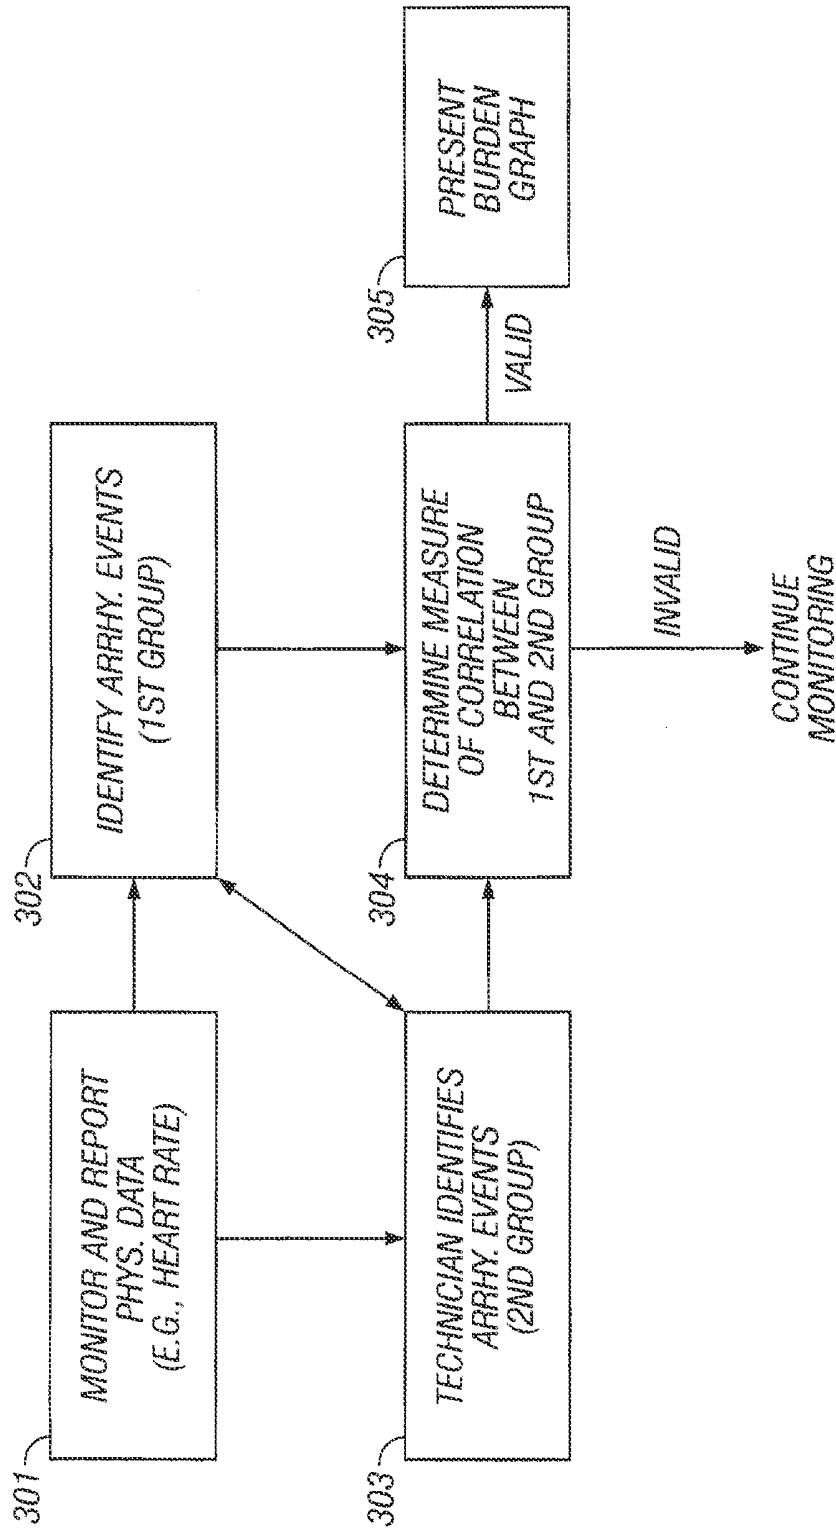 301
MONITOR AND REPORT
PHYS. DATA
(E.G., HEART RATE)
302
IDENTIFY ARRHY. EVENTS
(1ST GROUP)
303
TECHNICIAN IDENTIFIES
ARRHY. EVENTS
(2ND GROUP)
304
DETERMINE MEASURE
OF CORRELATION
BETWEEN
1ST AND 2ND GROUP
VALID
305
PRESENT
BURDEN
GRAPH
INVALID
CONTINUE
MONITORING